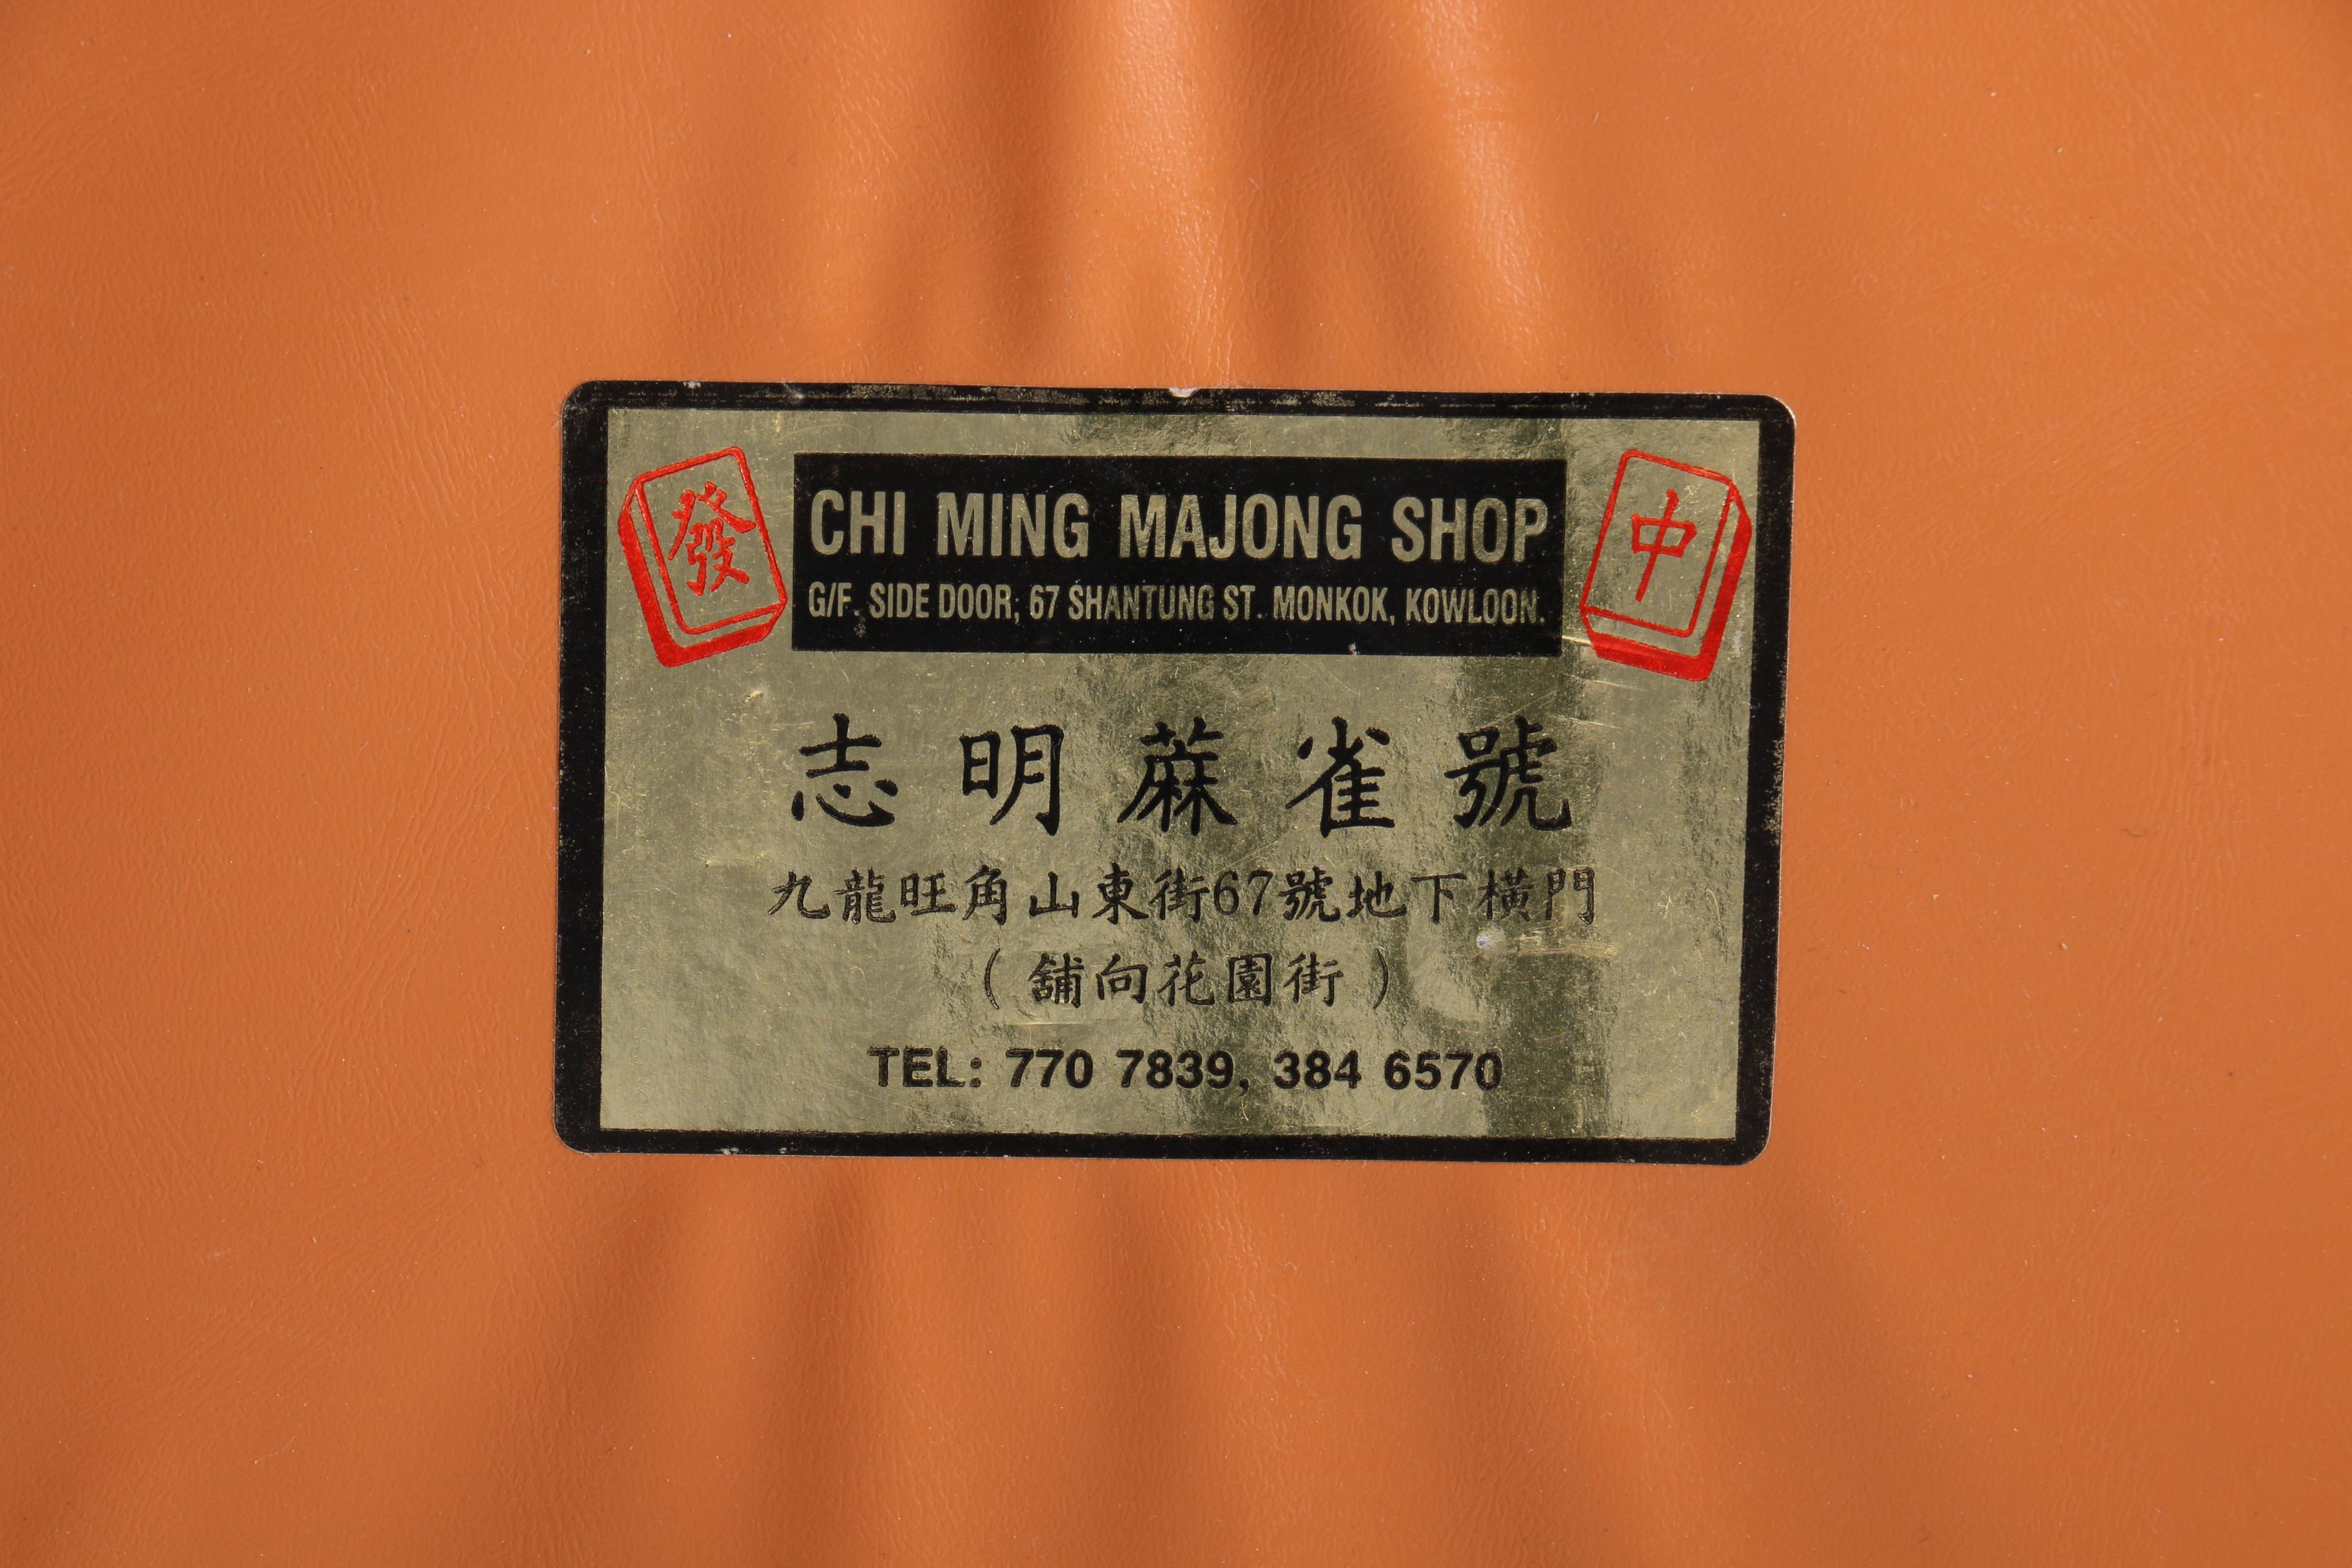 發
中
CHI MING MAJONG SHOP
G/F, SIDE DOOR, 67 SHANTUNG ST. MONKOK, KOWLOON.
志明蔴雀號
九龍旺角山東街67號地下橫門
(舖向花園街)
TEL: 770 7839, 384 6570